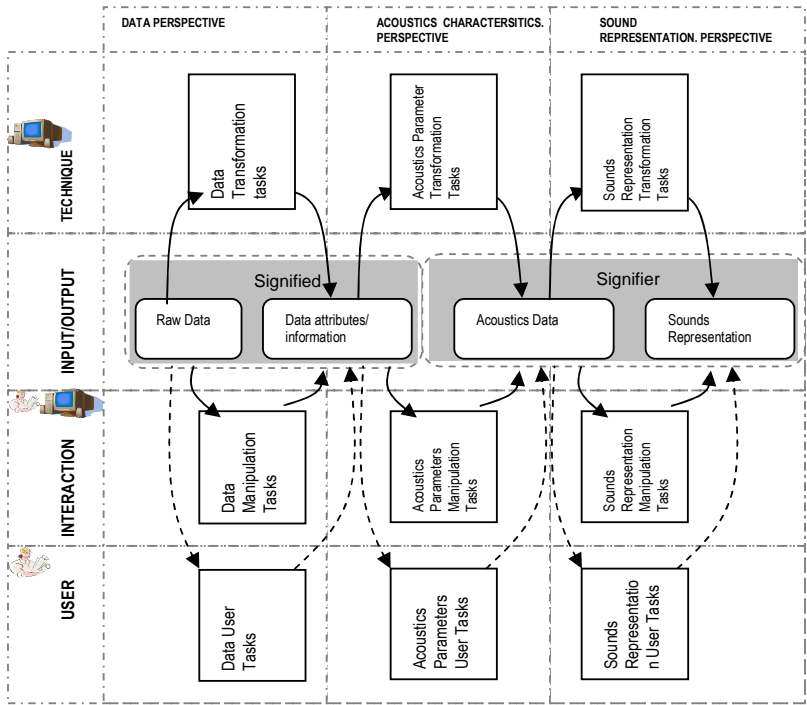 DATA PERSPECTIVE
ACOUSTICS CHARACTERSITICS.
PERSPECTIVE
SOUND
REPRESENTATION. PERSPECTIVE
TECHNIQUE
Data
Transformation
tasks
Acoustics Parameter
Transformation
Tasks
Sounds
Representation
Transformation
Tasks
INPUT/OUTPUT
Signified
Signifier
Raw Data
Data attributes/
information
Acoustics Data
Sounds
Representation
INTERACTION
Data
Manipulation
Tasks
Acoustics
Parameters
Manipulation
Tasks
Sounds
Representation
Manipulation
Tasks
USER
Data User
Tasks
Acoustics
Parameters
User Tasks
Sounds
Representatio
n User Tasks